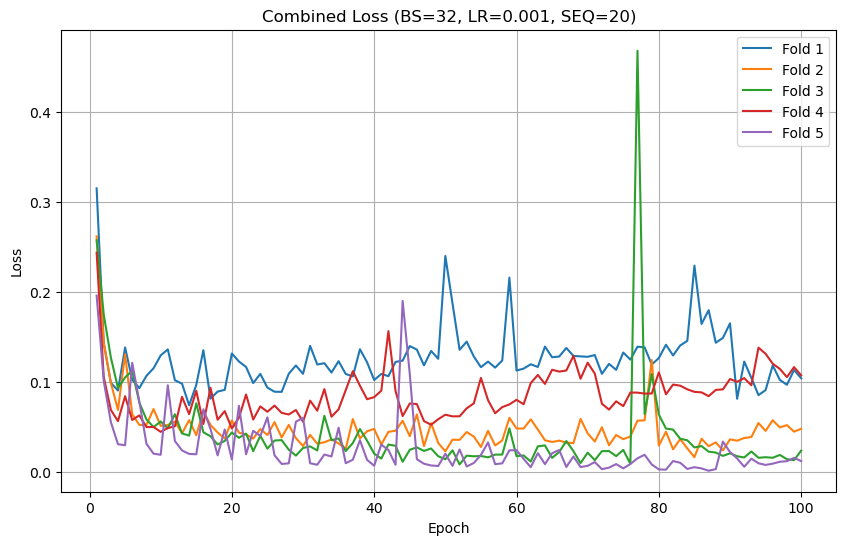 Combined Loss (BS=32, LR=0.001, SEQ=20)
Fold 1
Fold 2
Fold 3
Fold 4
Fold 5
Loss
0.4
0.3
0.2
0.1
0.0
0 20 40 60 80 100
Epoch